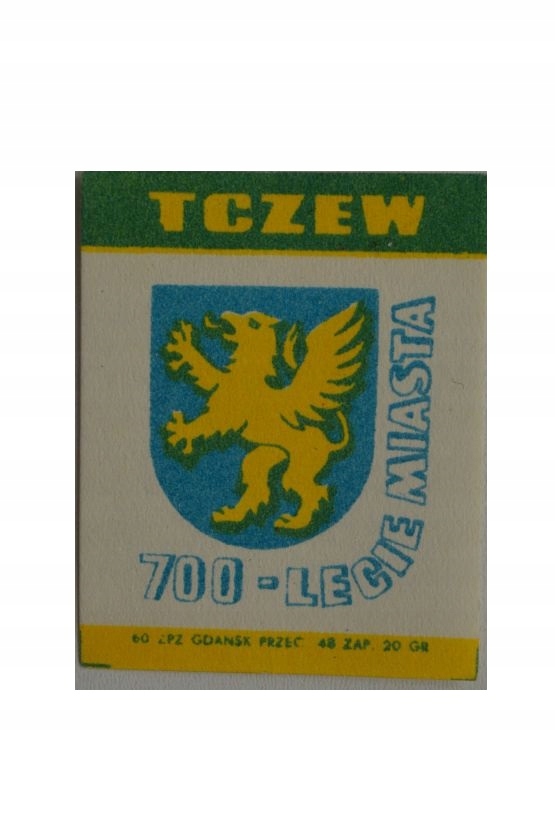 TCZEW
700-LECIE MIASTA
60 ZPZ GDAŃSK PRZEC. 48 ZAP. 20 GR